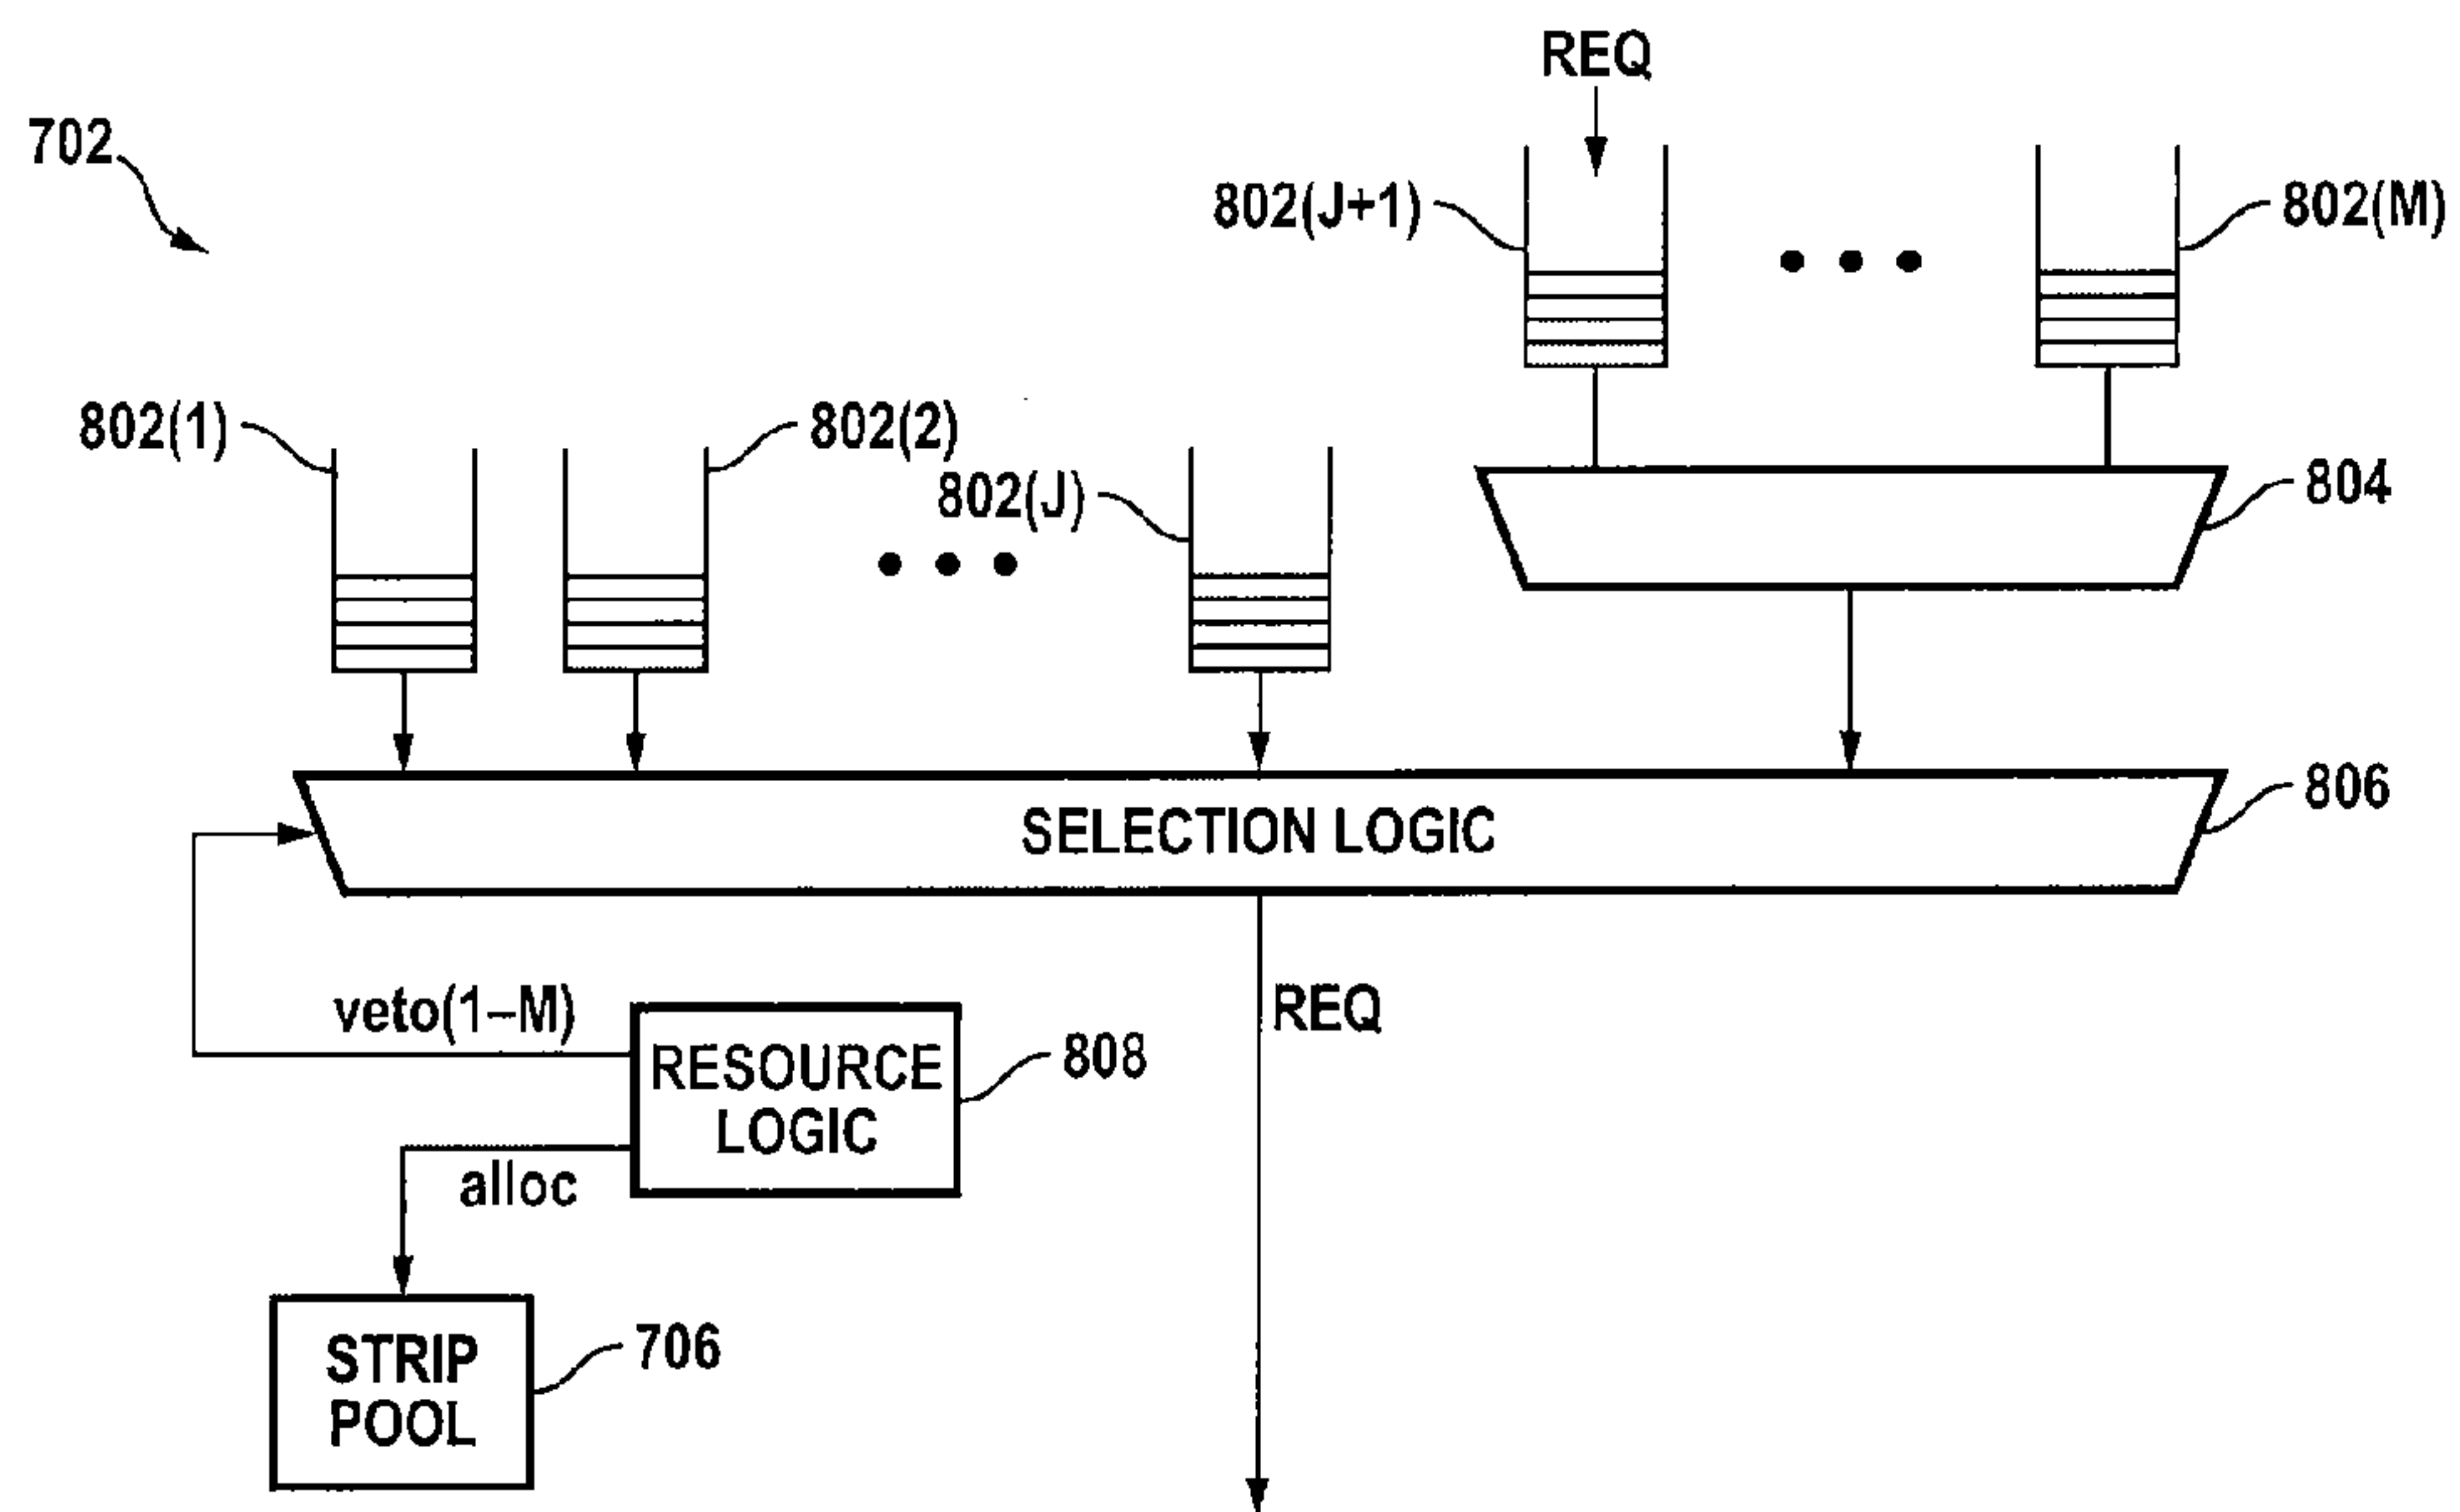 REQ
702
802(J+1)
802(M)
802(1)
802(2)
802(J)
804
806
SELECTION LOGIC
veto(1–M)
REQ
RESOURCE
LOGIC
808
alloc
STRIP
POOL
706